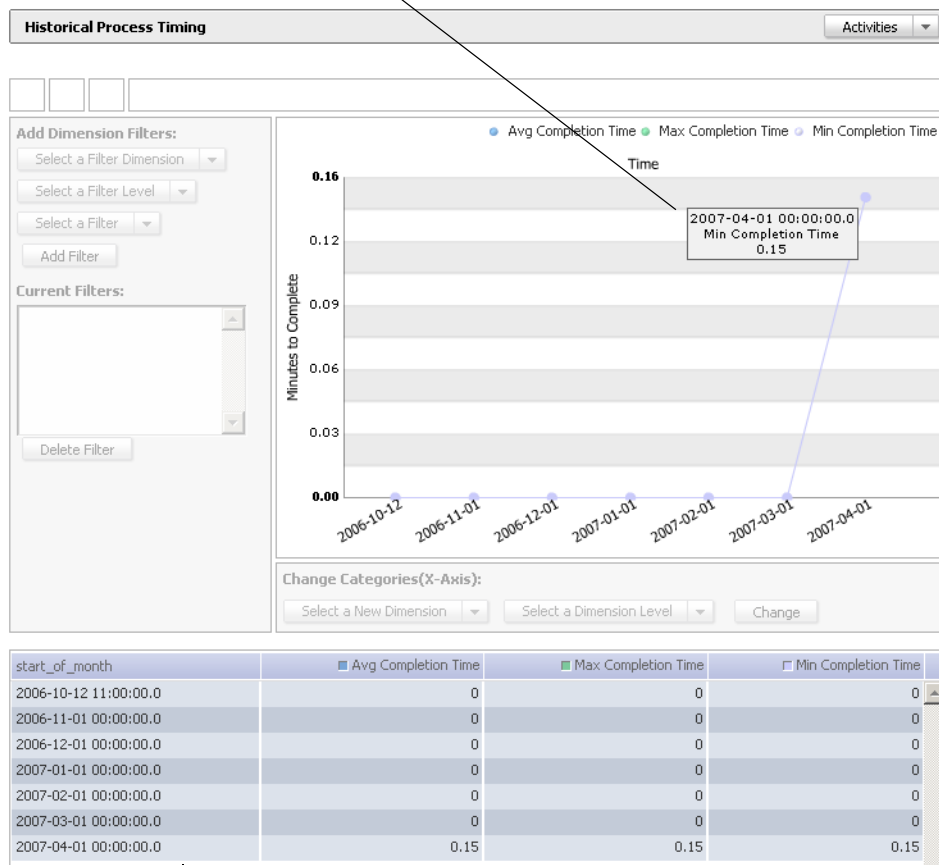 Historical Process Timing
Activities
Add Dimension Filters:
Select a Filter Dimension
Select a Filter Level
Select a Filter
Add Filter
Current Filters:
Delete Filter
Avg Completion Time Max Completion Time Min Completion Time
Time
0.16
0.12
0.09
0.06
0.03
0.00
Minutes to Complete
2007-04-01 00:00:00.0
Min Completion Time
0.15
2006-10-12 2006-11-01 2006-12-01 2007-01-01 2007-02-01 2007-03-01 2007-04-01
Change Categories(X-Axis):
Select a New Dimension Select a Dimension Level Change
start_of_month Avg Completion Time Max Completion Time Min Completion Time
2006-10-12 11:00:00.0 0 0 0
2006-11-01 00:00:00.0 0 0 0
2006-12-01 00:00:00.0 0 0 0
2007-01-01 00:00:00.0 0 0 0
2007-02-01 00:00:00.0 0 0 0
2007-03-01 00:00:00.0 0 0 0
2007-04-01 00:00:00.0 0.15 0.15 0.15